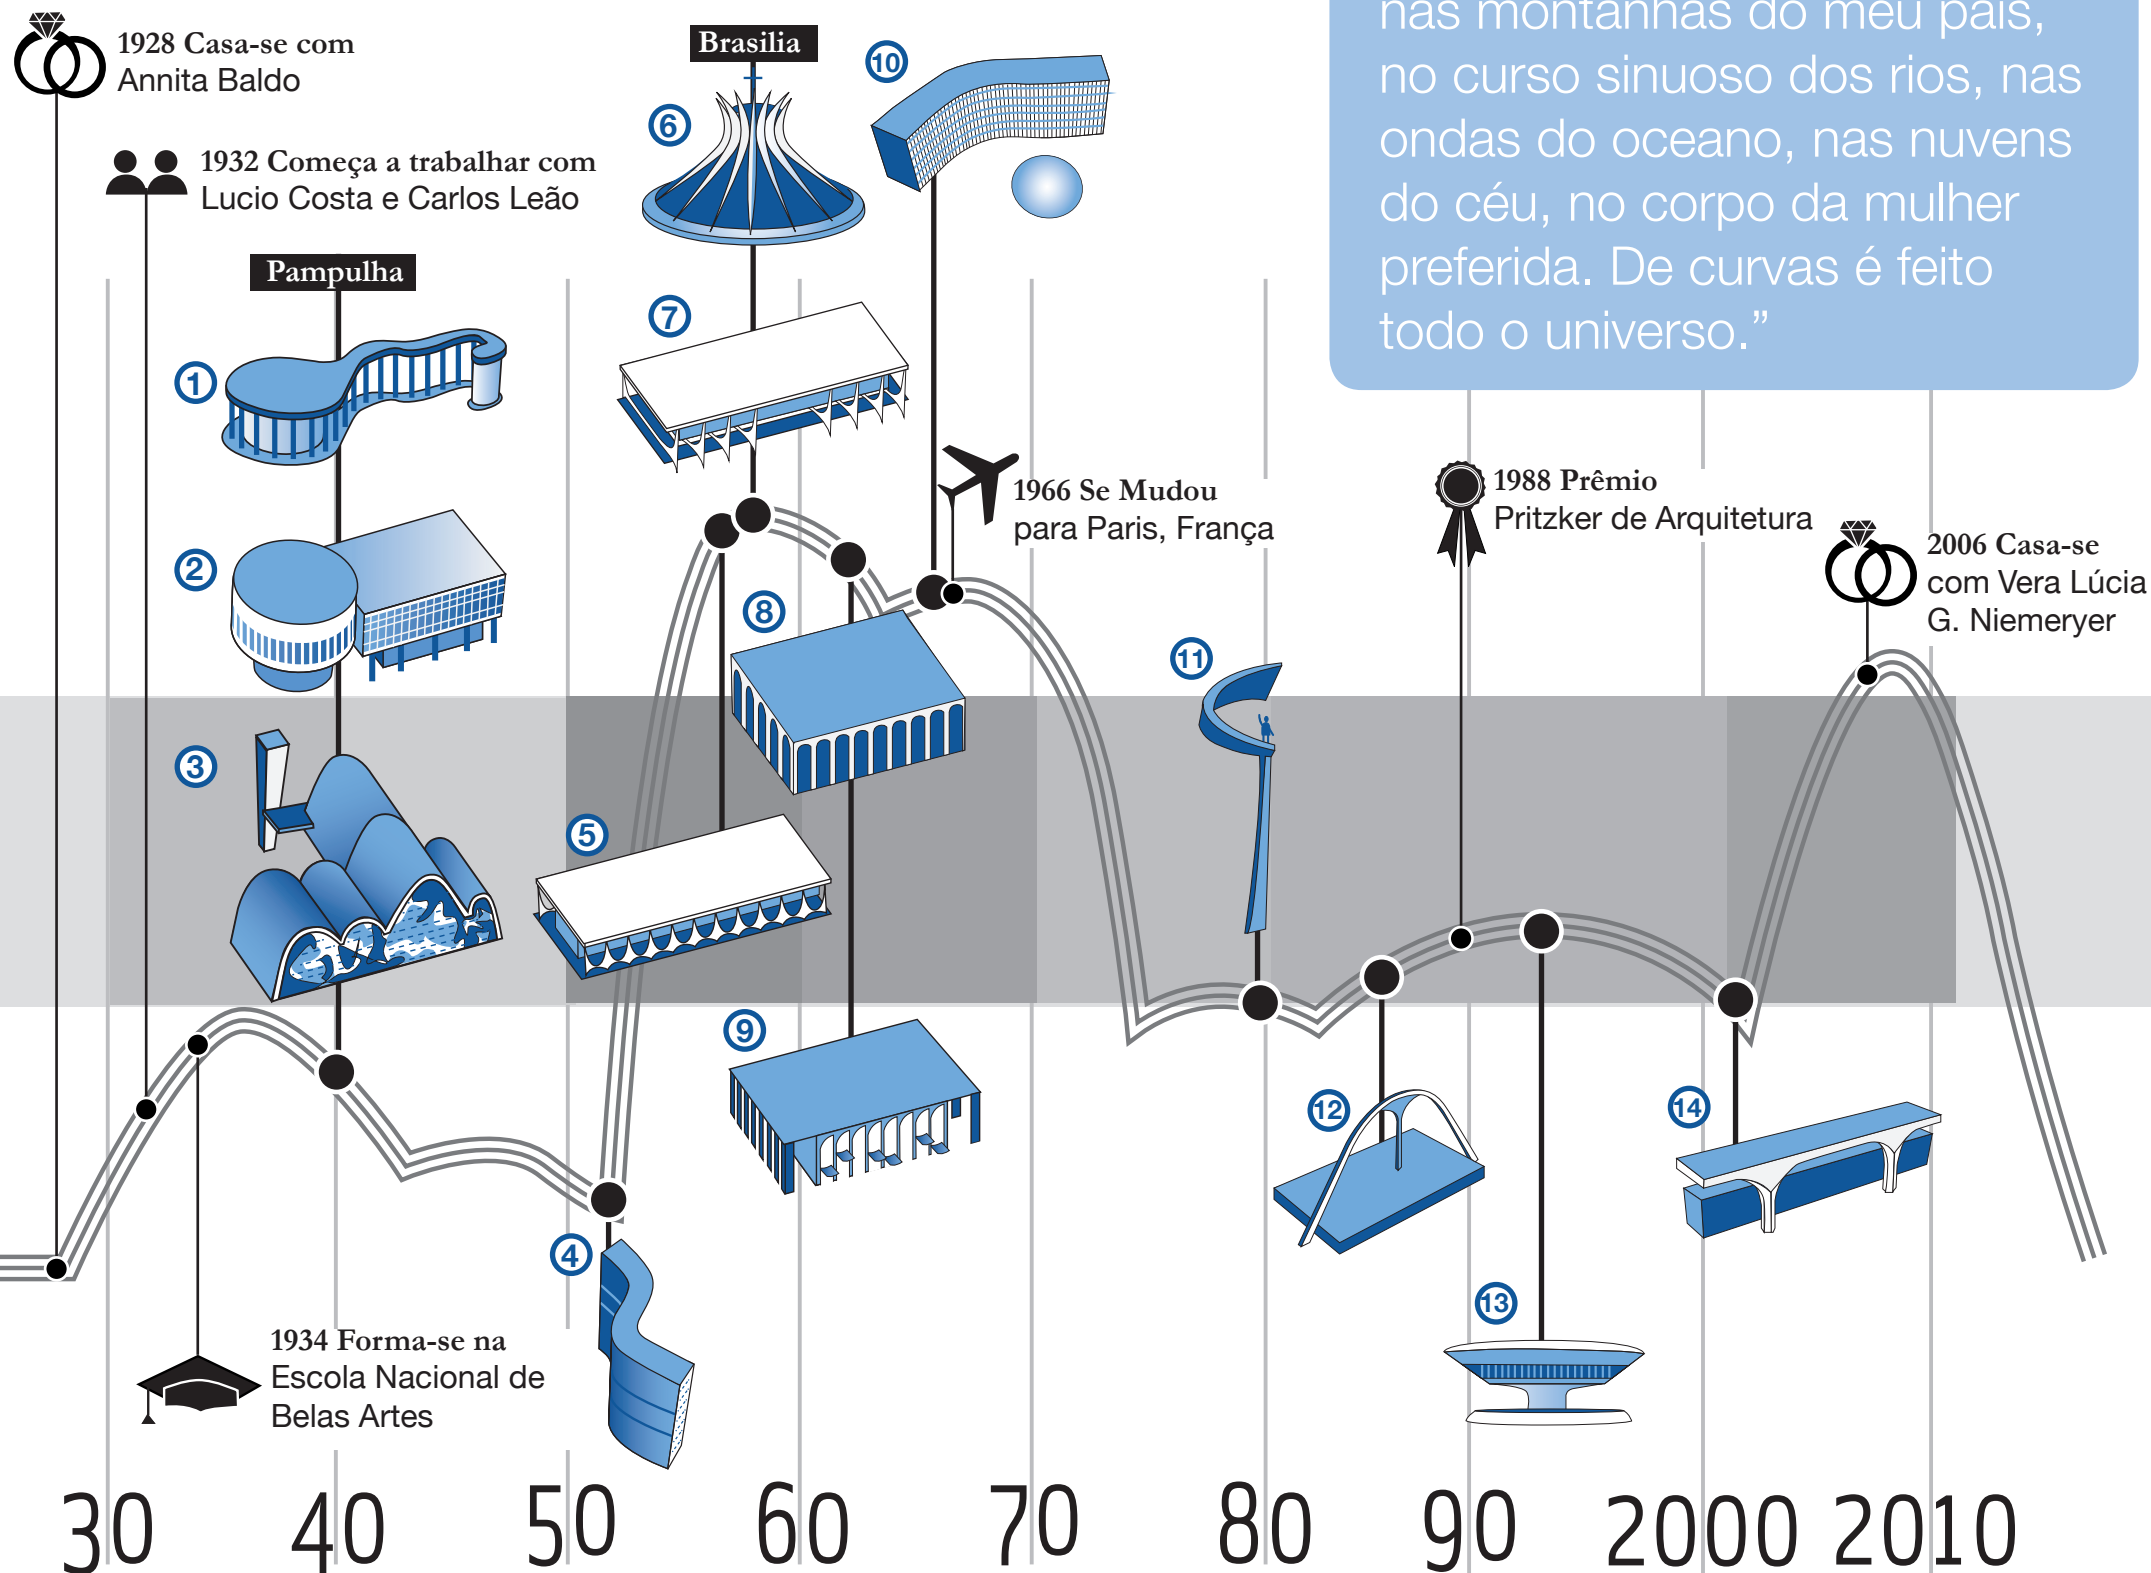 1928 Casa-se com
Annita Baldo
1932 Começa a trabalhar com
Lucio Costa e Carlos Leão
Pampulha
Brasilia
nas montanhas do meu país,
no curso sinuoso dos rios, nas
ondas do oceano, nas nuvens
do céu, no corpo da mulher
preferida. De curvas é feito
todo o universo.”
1
2
3
4
5
6
7
8
9
10
11
12
13
14
1966 Se Mudou
para Paris, França
1988 Prêmio
Pritzker de Arquitetura
2006 Casa-se
com Vera Lúcia
G. Niemeryer
1934 Forma-se na
Escola Nacional de
Belas Artes
30 40 50 60 70 80 90 2000 2010